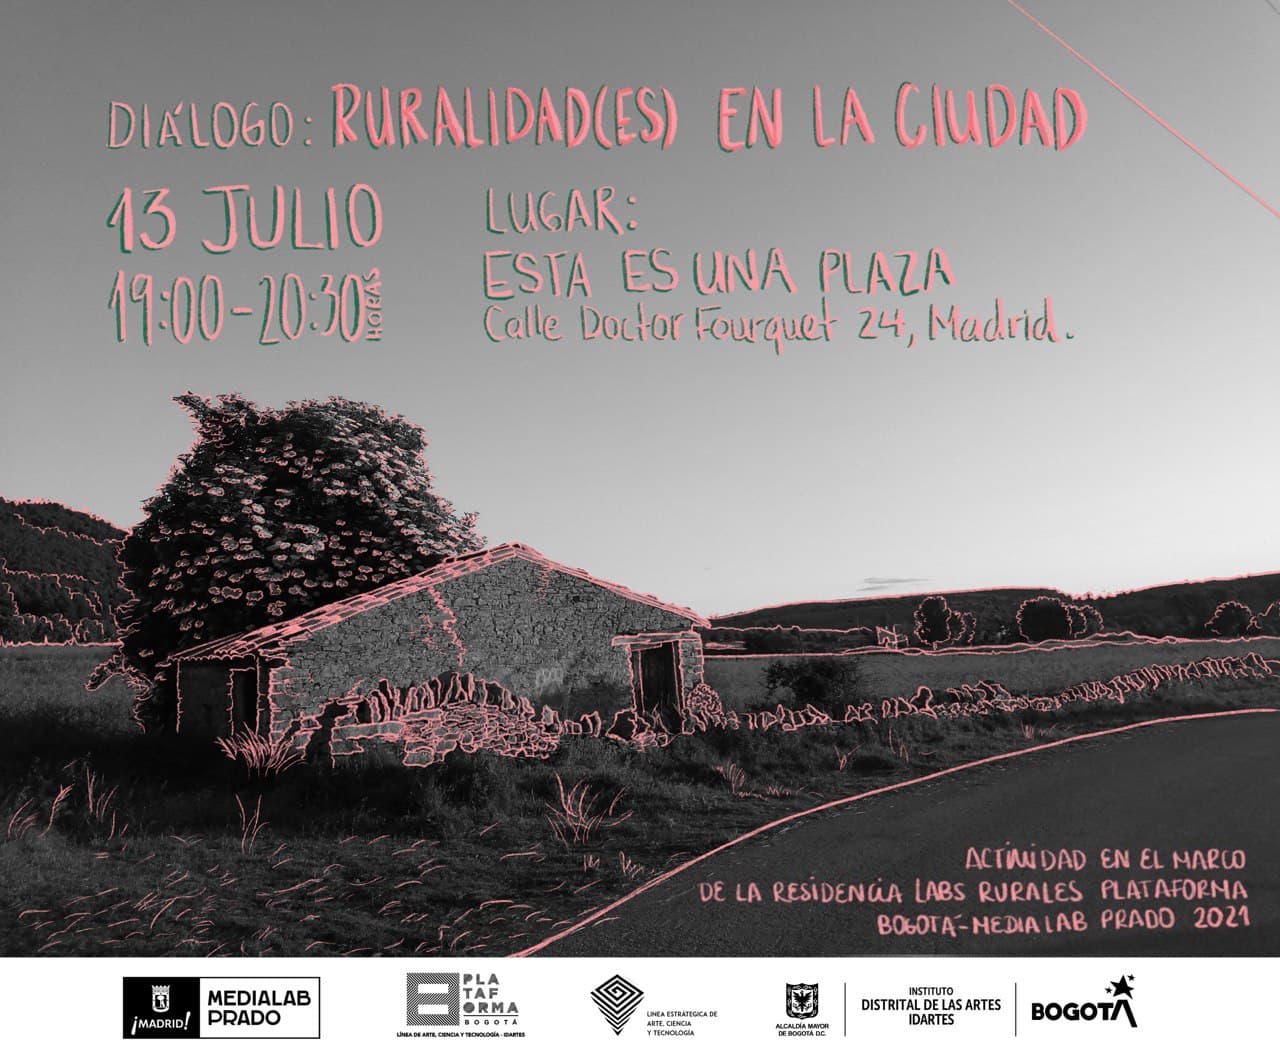 DIÁLOGO: RURALIDAD(ES) EN LA CIUDAD
13 JULIO
19:00-20:30 HORAS
LUGAR:
ESTA ES UNA PLAZA
Calle Doctor Fourquet 24, Madrid.
ACTIVIDAD EN EL MARCO
DE LA RESIDENCIA LABS RURALES PLATAFORMA
BOGOTÁ-MEDIALAB PRADO 2021
¡MADRID!
MEDIALAB
PRADO
PLA
TAF
ORMA
BOGOTÁ
LÍNEA DE ARTE, CIENCIA Y TECNOLOGÍA - IDARTES
LINEA ESTRATEGICA DE
ARTE, CIENCIA
Y TECNOLOGÍA
ALCALDÍA MAYOR
DE BOGOTÁ D.C.
INSTITUTO
DISTRITAL DE LAS ARTES
IDARTES
BOGOTÁ